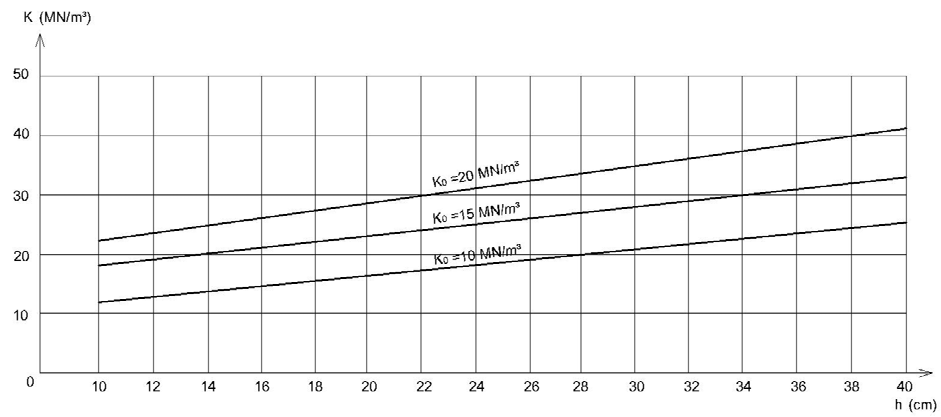 K (MN/m³)
50
40
K₀ =20 MN/m³
30
K₀ =15 MN/m³
20
K₀ =10 MN/m³
10
0
10 12 14 16 18 20 22 24 26 28 30 32 34 36 38 40
h (cm)